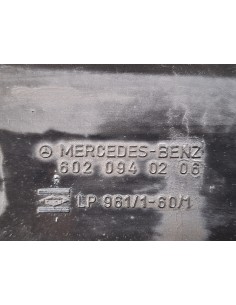 MERCEDES-BENZ
602 094 02 06
LP 961/1-60/1